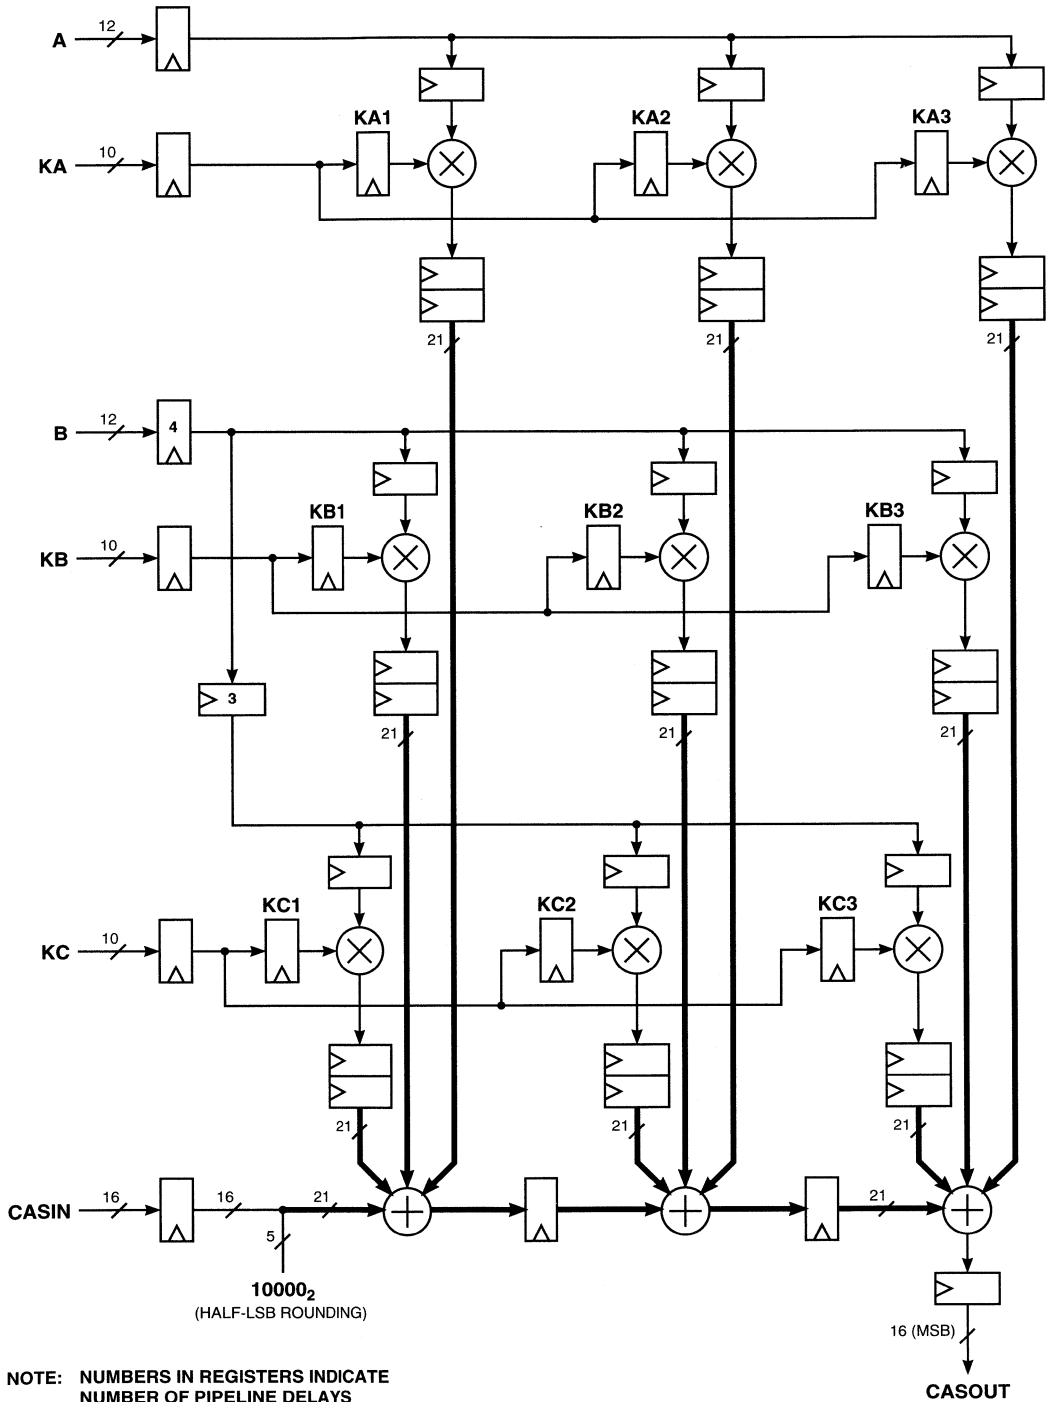 A
12
KA
10
KA1
KA2
KA3
21
21
21
B
12
4
KB
10
KB1
KB2
KB3
3
21
21
21
KC
10
KC1
KC2
KC3
21
21
21
CASIN
16
16
21
21
5
10000₂
(HALF-LSB ROUNDING)
16 (MSB)
CASOUT
NOTE: NUMBERS IN REGISTERS INDICATE
NUMBER OF PIPELINE DELAYS